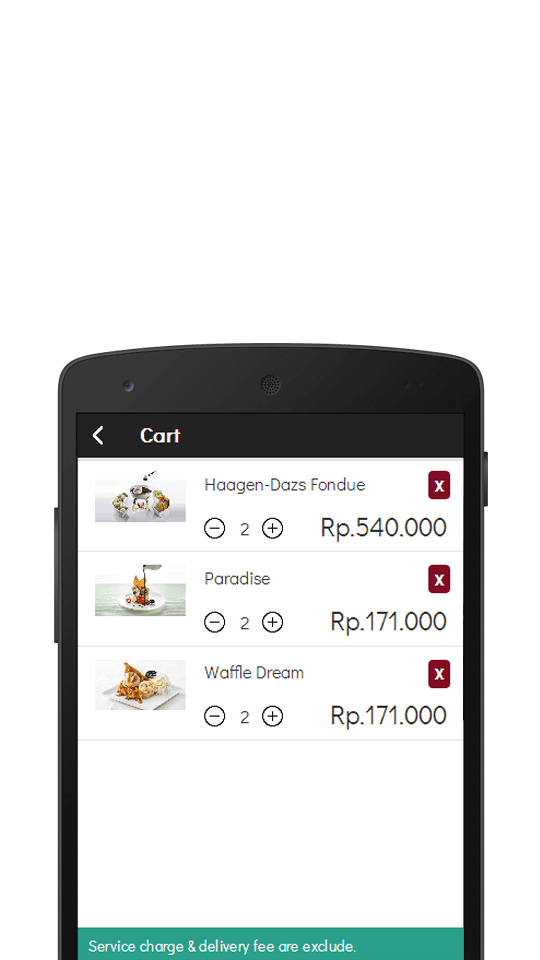 Cart
Haagen-Dazs Fondue
X
2
Rp.540.000
Paradise
X
2
Rp.171.000
Waffle Dream
X
2
Rp.171.000
Service charge & delivery fee are exclude.